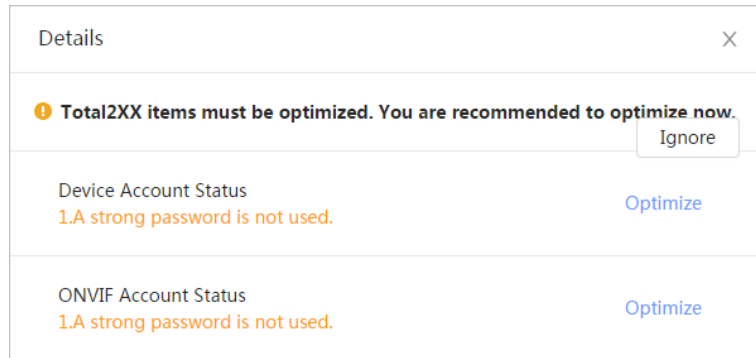 Details
Total2XX items must be optimized. You are recommended to optimize now.
Ignore
Device Account Status
1.A strong password is not used.
Optimize
ONVIF Account Status
1.A strong password is not used.
Optimize